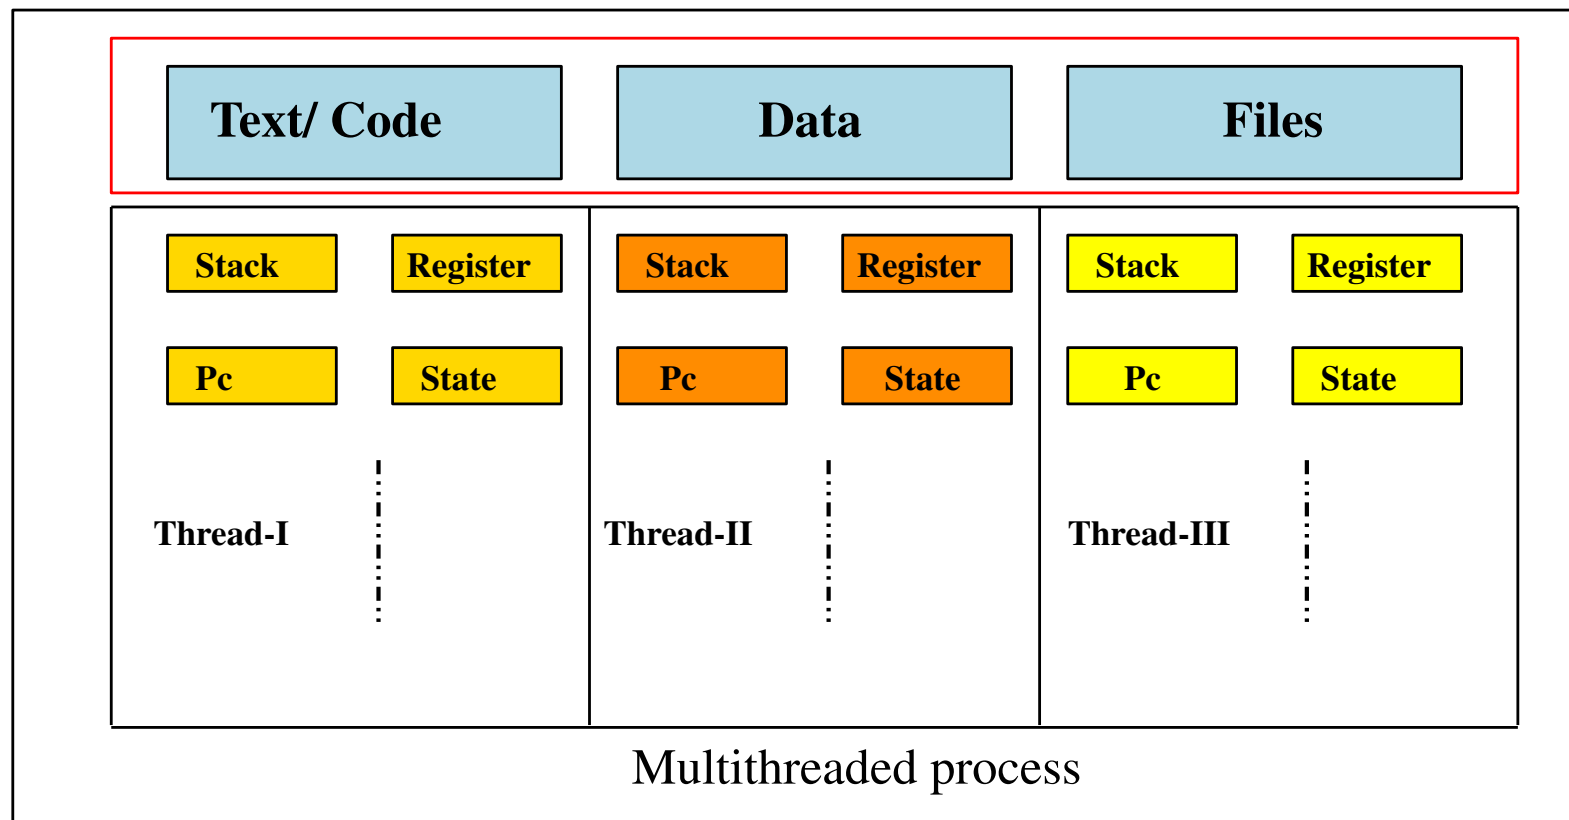 Text/ Code Data Files
Stack Register Stack Register Stack Register
Pc State Pc State Pc State
Thread-I Thread-II Thread-III
Multithreaded process